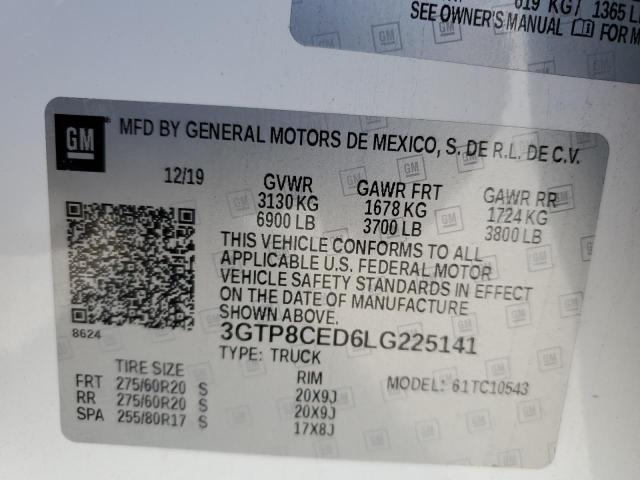 619 KG / 1365 L
SEE OWNER'S MANUAL FOR M
GM MFD BY GENERAL MOTORS DE MEXICO, S. DE R.L. DE C.V.
12/19 GVWR GAWR FRT GAWR RR
3130 KG 1678 KG 1724 KG
6900 LB 3700 LB 3800 LB
THIS VEHICLE CONFORMS TO ALL
APPLICABLE U.S. FEDERAL MOTOR
VEHICLE SAFETY STANDARDS IN EFFECT
ON THE DATE OF MANUFACTURE
SHOWN ABOVE.
8624
3GTP8CED6LG225141
TYPE: TRUCK
TIRE SIZE RIM MODEL: 61TC10543
FRT 275/60R20 S 20X9J
RR 275/60R20 S 20X9J
SPA 255/80R17 S 17X8J